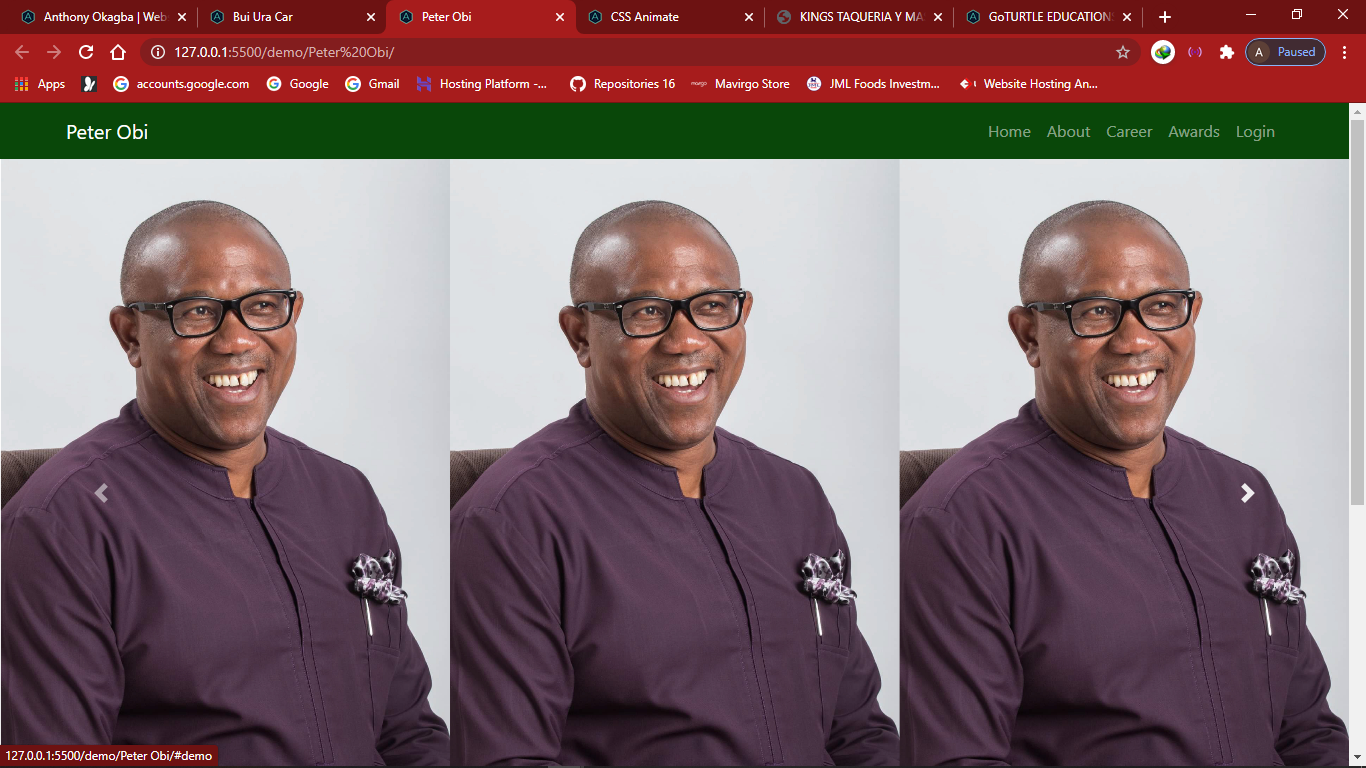 Anthony Okagba | Web Bui Ura Car Peter Obi CSS Animate KINGS TAQUERIA Y MA GoTURTLE EDUCATION
127.0.0.1:5500/demo/Peter%20Obi/ A Paused
Apps accounts.google.com Google Gmail Hosting Platform -... Repositories 16 Mavirgo Store JML Foods Investm... Website Hosting An...
Peter Obi Home About Career Awards Login
127.0.0.1:5500/demo/Peter Obi/#demo